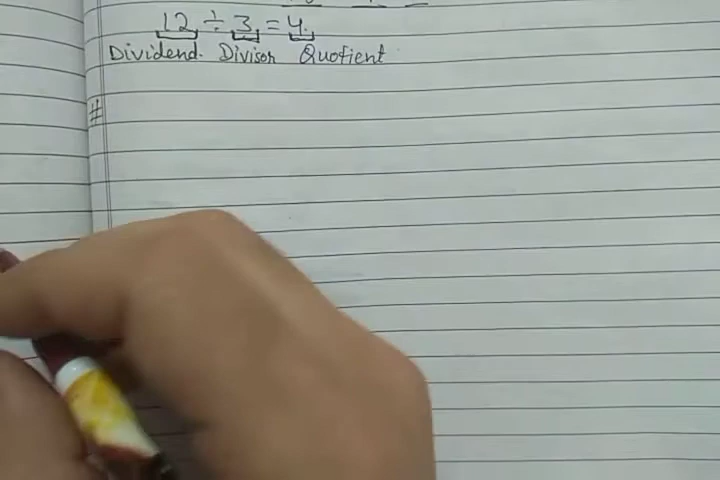 12 ÷ 3 = 4.
Dividend. Divisor Quotient
#